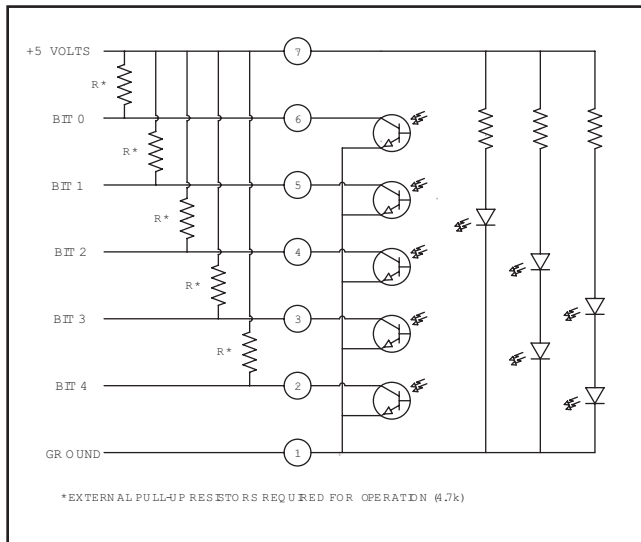 +5 VOLTS 7
R*
BIT 0 6
R*
BIT 1 5
R*
BIT 2 4
R*
BIT 3 3
R*
BIT 4 2
GROUND 1
*EXTERNAL PULL-UP RESISTORS REQUIRED FOR OPERATION (4.7k)